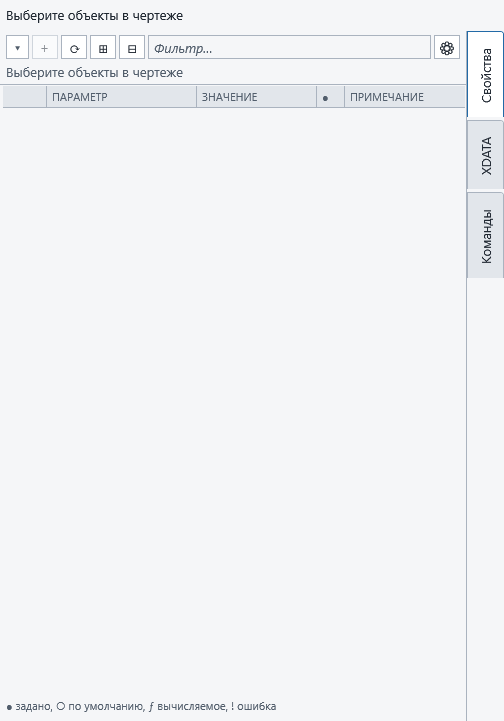 Выберите объекты в чертеже
Фильтр...
Выберите объекты в чертеже
ПАРАМЕТР ЗНАЧЕНИЕ ● ПРИМЕЧАНИЕ
Свойства
XDATA
Команды
● задано, ○ по умолчанию, ƒ вычисляемое, ! ошибка